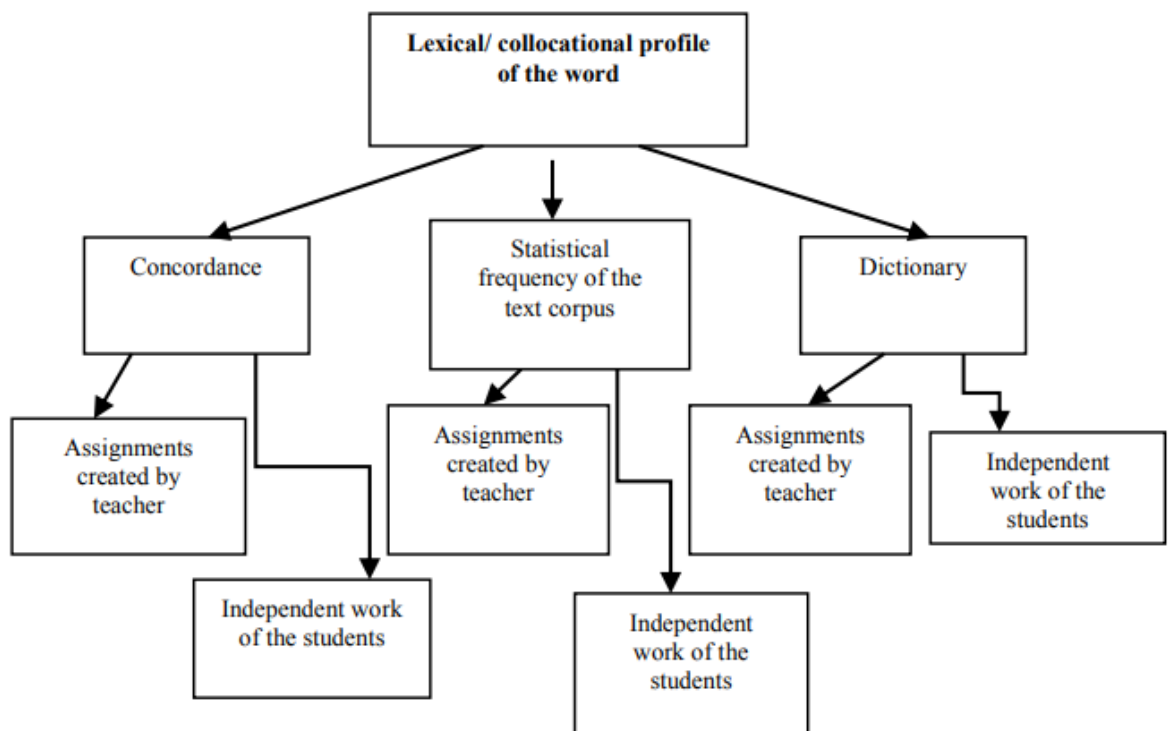 Lexical/ collocational profile
of the word
Concordance
Statistical
frequency of the
text corpus
Dictionary
Assignments
created by
teacher
Independent work
of the students
Assignments
created by
teacher
Independent
work of the
students
Assignments
created by
teacher
Independent
work of the
students